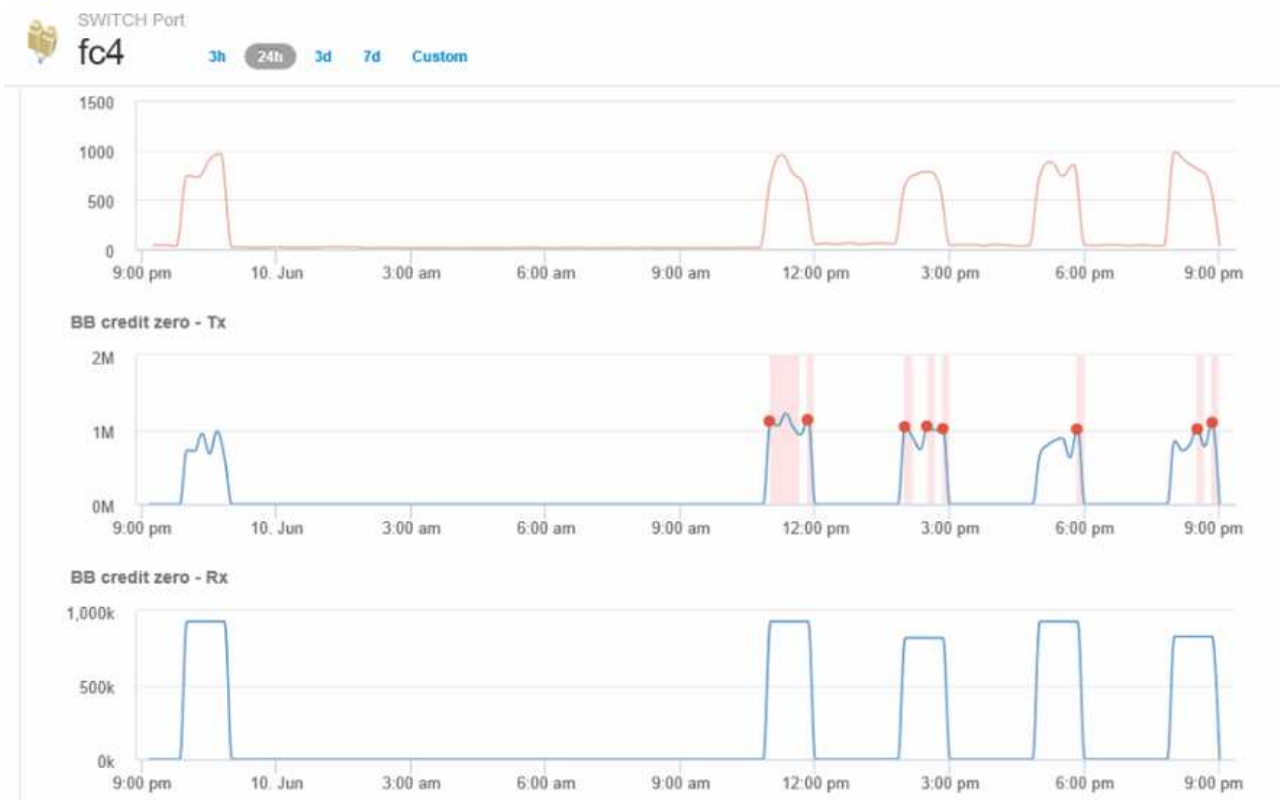 SWITCH Port
fc4
3h 24h 3d 7d Custom
1500
1000
500
0
9:00 pm 10. Jun 3:00 am 6:00 am 9:00 am 12:00 pm 3:00 pm 6:00 pm 9:00 pm
BB credit zero - Tx
2M
1M
0M
9:00 pm 10. Jun 3:00 am 6:00 am 9:00 am 12:00 pm 3:00 pm 6:00 pm 9:00 pm
BB credit zero - Rx
1,000k
500k
0k
9:00 pm 10. Jun 3:00 am 6:00 am 9:00 am 12:00 pm 3:00 pm 6:00 pm 9:00 pm